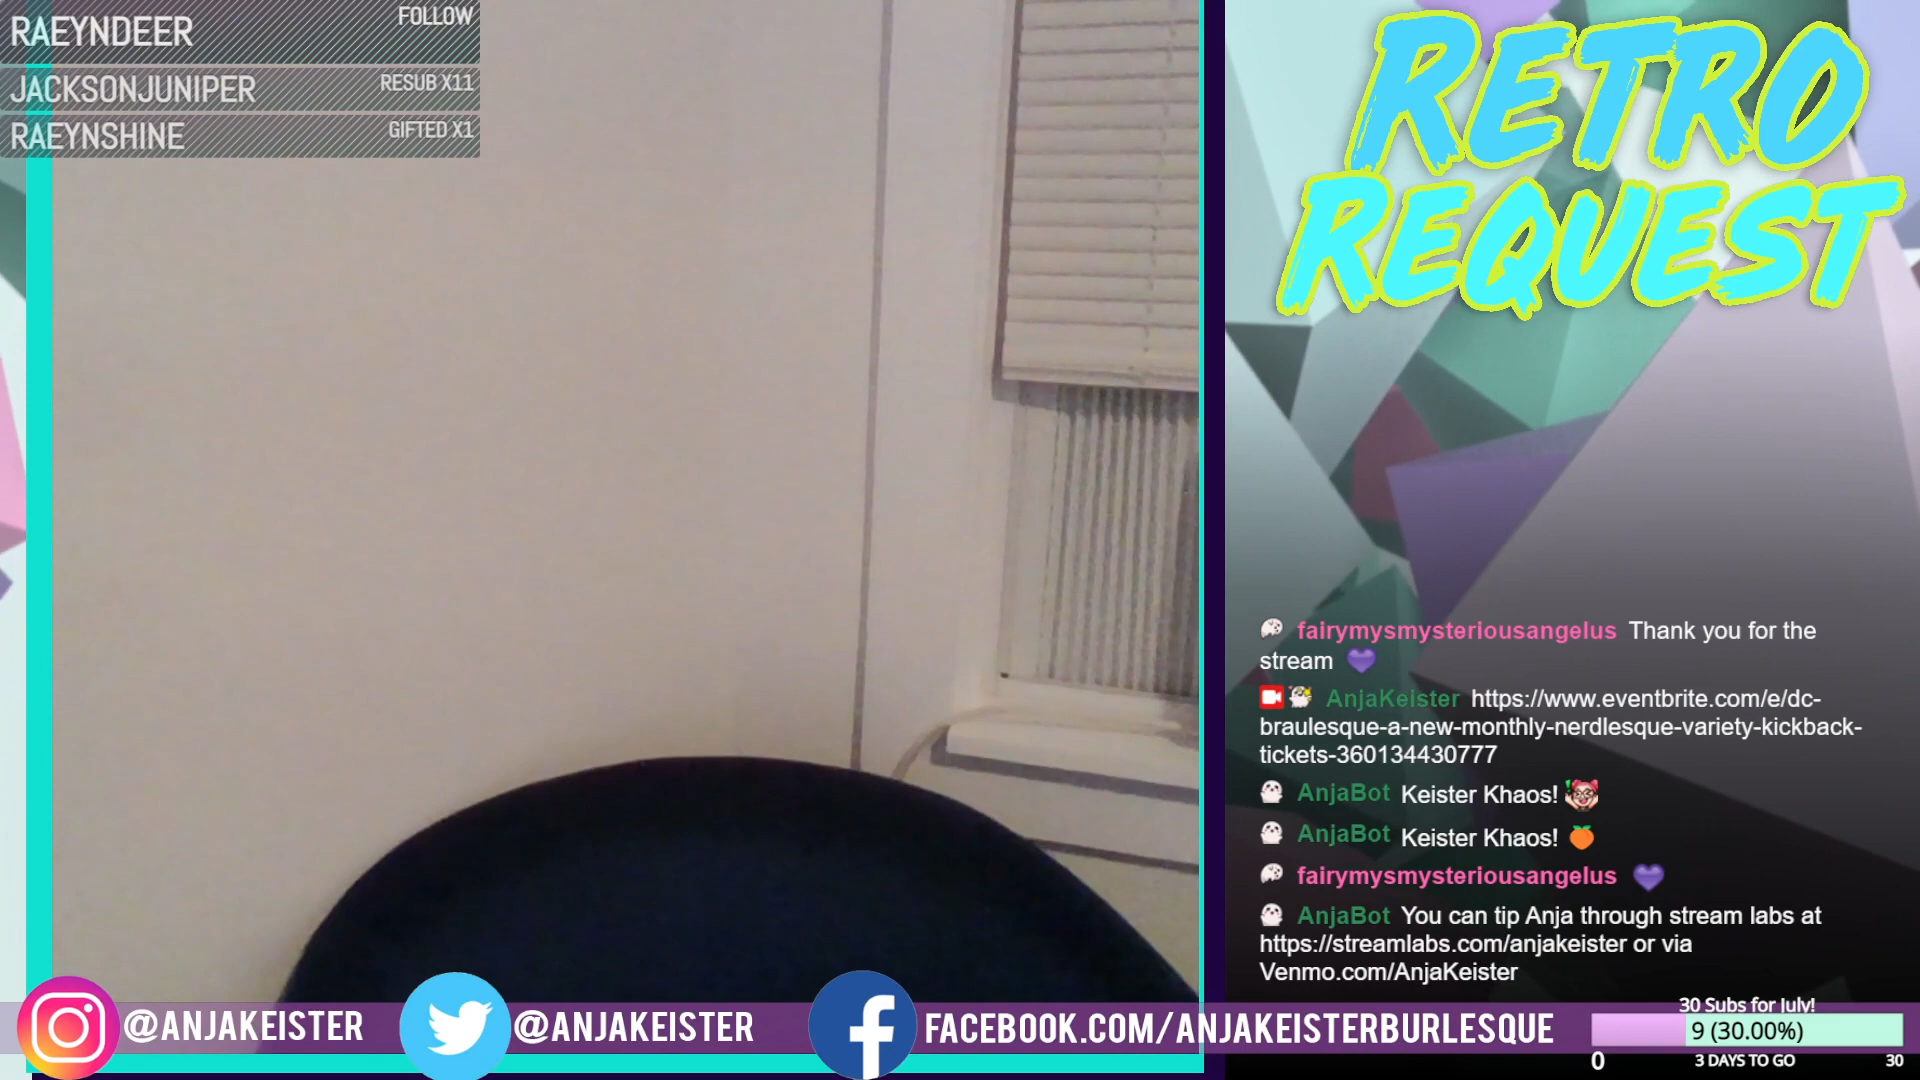 RAEYNDEER FOLLOW
JACKSONJUNIPER RESUB X11
RAEYNSHINE GIFTED X1
RETRO
REQUEST
fairymysmysteriousangelus Thank you for the
stream 💜
AnjaKeister https://www.eventbrite.com/e/dc-
braulesque-a-new-monthly-nerdlesque-variety-kickback-
tickets-360134430777
AnjaBot Keister Khaos!
AnjaBot Keister Khaos! 🍑
fairymysmysteriousangelus 💜
AnjaBot You can tip Anja through stream labs at
https://streamlabs.com/anjakeister or via
Venmo.com/AnjaKeister
@ANJAKEISTER
@ANJAKEISTER
FACEBOOK.COM/ANJAKEISTERBURLESQUE
30 Subs for July!
9 (30.00%)
0 3 DAYS TO GO 30